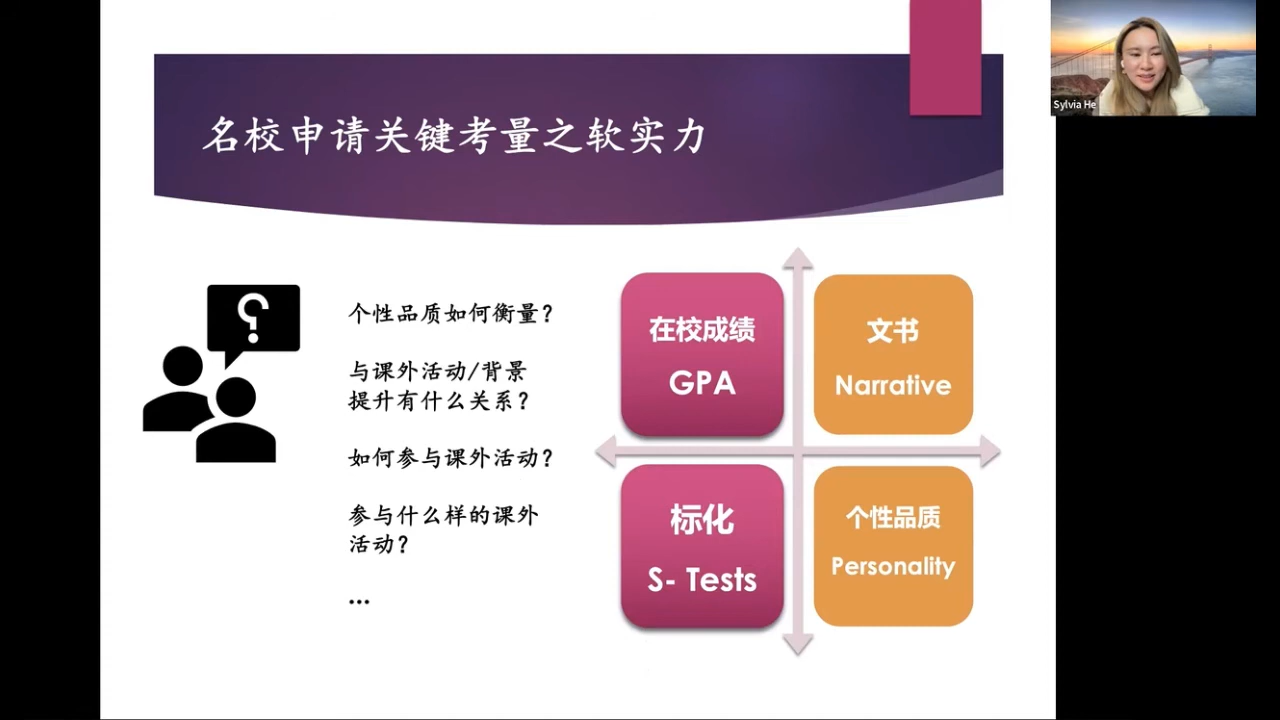 名校申请关键考量之软实力
Sylvia He
个性品质如何衡量？
与课外活动/背景
提升有什么关系？
如何参与课外活动？
参与什么样的课外
活动？
...
在校成绩
GPA
文书
Narrative
标化
S- Tests
个性品质
Personality